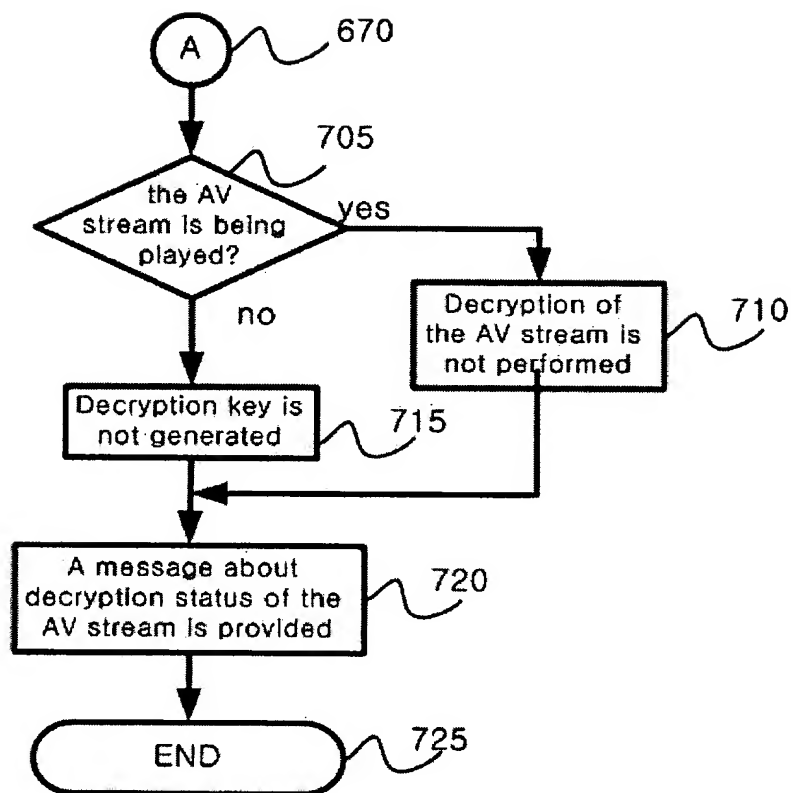 A
670
705
the AV
stream is being
played?
yes
no
Decryption of
the AV stream is
not performed
710
Decryption key is
not generated
715
A message about
decryption status of the
AV stream is provided
720
END
725